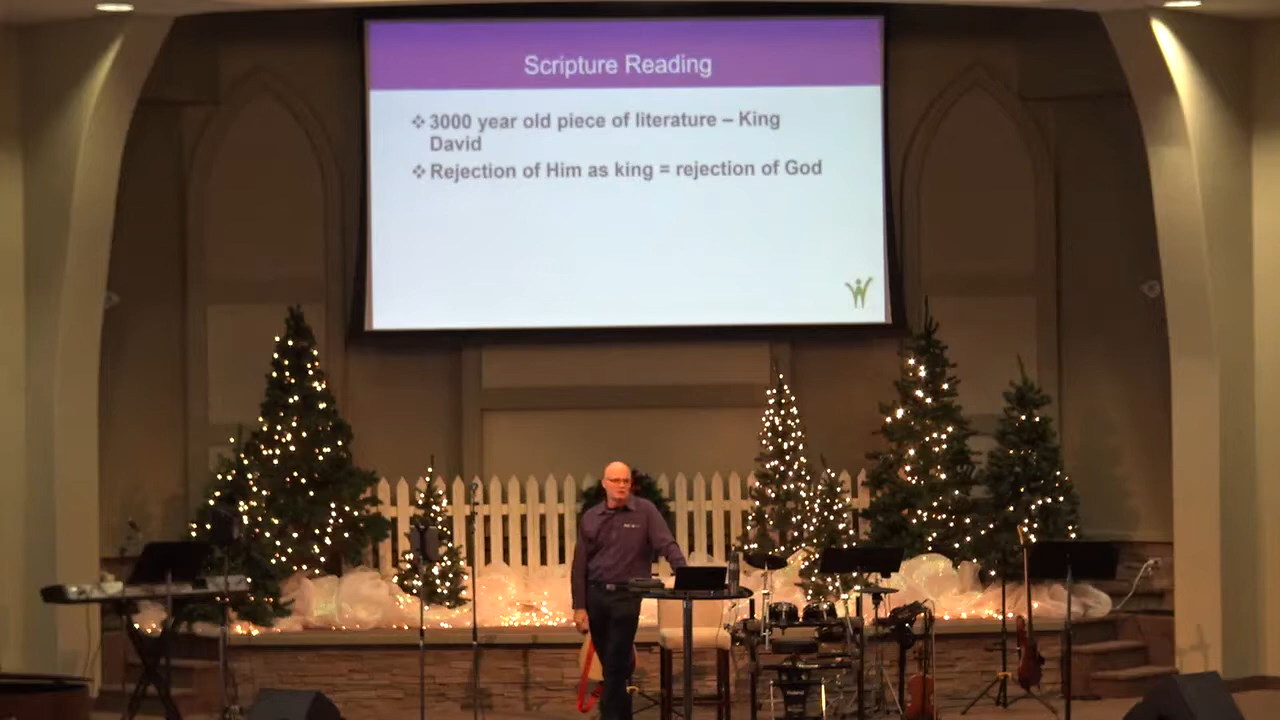 Scripture Reading
❖ 3000 year old piece of literature – King
David
❖ Rejection of Him as king = rejection of God